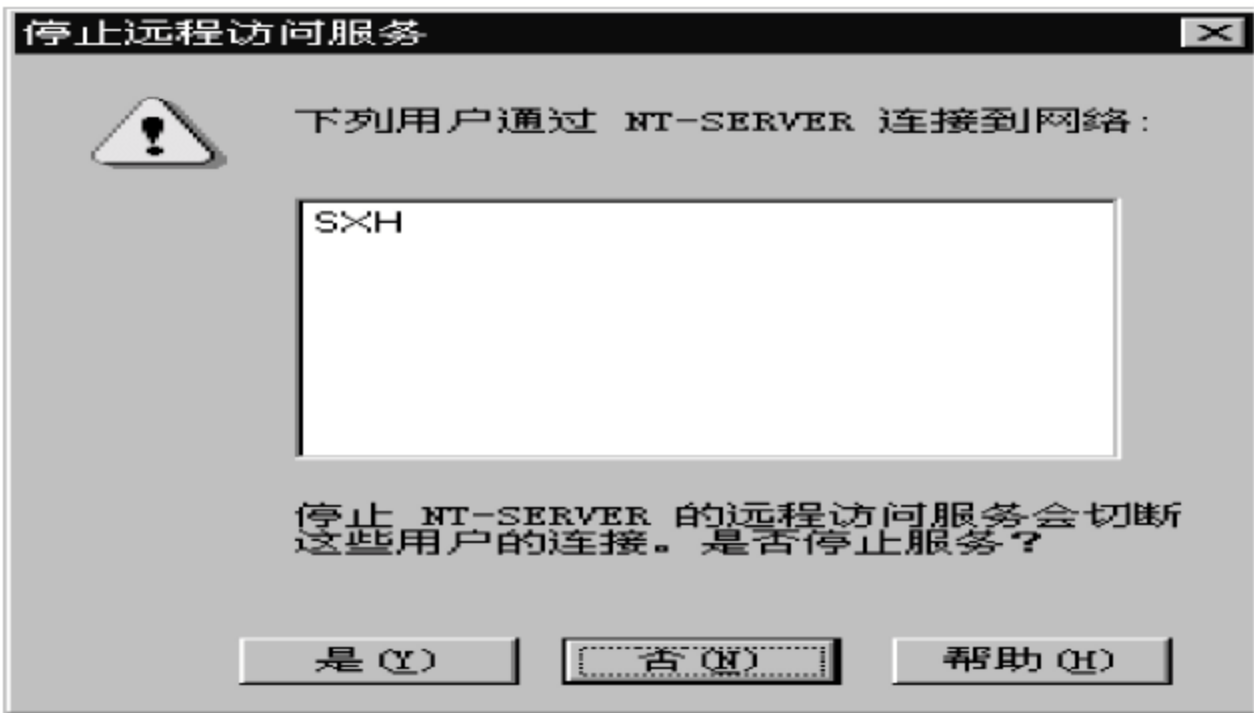 停止远程访问服务
下列用户通过 NT-SERVER 连接到网络:
SXH
停止 NT-SERVER 的远程访问服务会切断
这些用户的连接。是否停止服务?
是(Y) 否(N) 帮助(H)